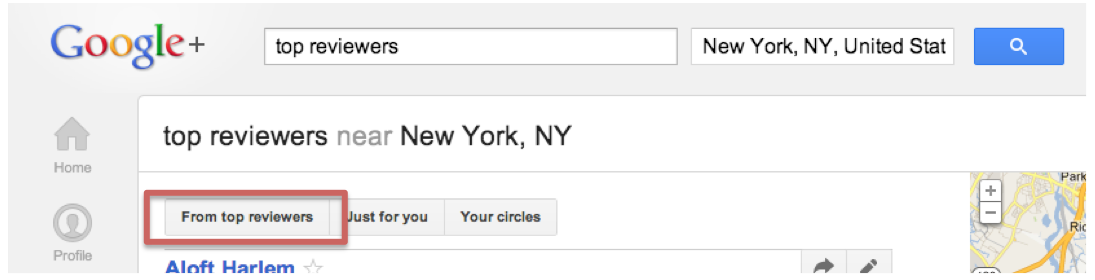 Google+
top reviewers
New York, NY, United Stat
top reviewers near New York, NY
Home
From top reviewers
Just for you
Your circles
Profile
Aloft Harlem
+
−
Park
Ric